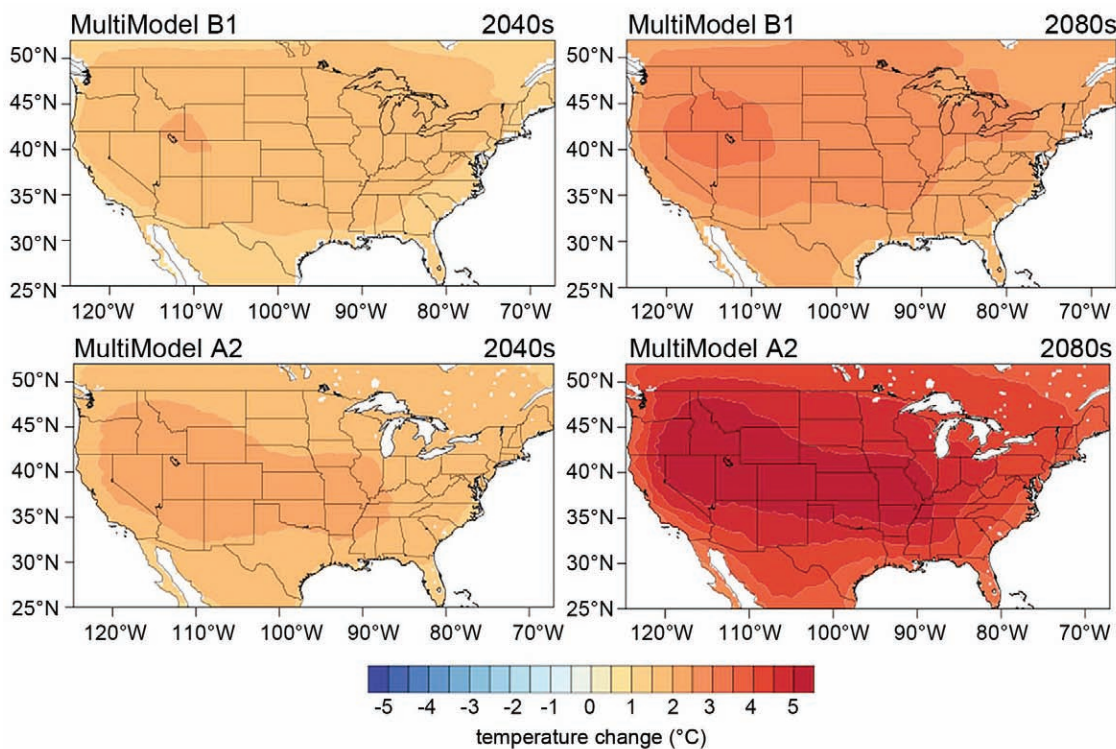 MultiModel B1 2040s
50°N
45°N
40°N
35°N
30°N
25°N
120°W 110°W 100°W 90°W 80°W 70°W
MultiModel B1 2080s
50°N
45°N
40°N
35°N
30°N
25°N
120°W 110°W 100°W 90°W 80°W 70°W
MultiModel A2 2040s
50°N
45°N
40°N
35°N
30°N
25°N
120°W 110°W 100°W 90°W 80°W 70°W
MultiModel A2 2080s
50°N
45°N
40°N
35°N
30°N
25°N
120°W 110°W 100°W 90°W 80°W 70°W
-5 -4 -3 -2 -1 0 1 2 3 4 5
temperature change (°C)